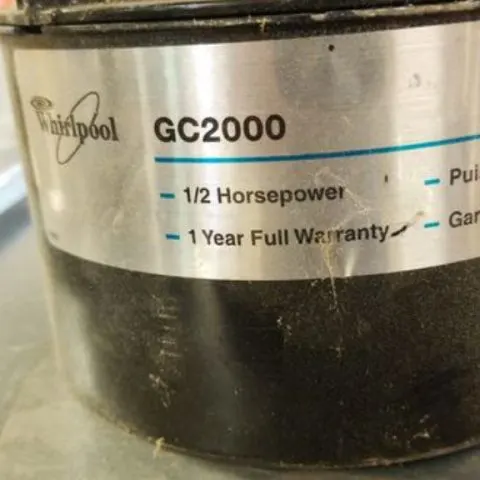 Whirlpool
GC2000
– 1/2 Horsepower
– 1 Year Full Warranty
–
–